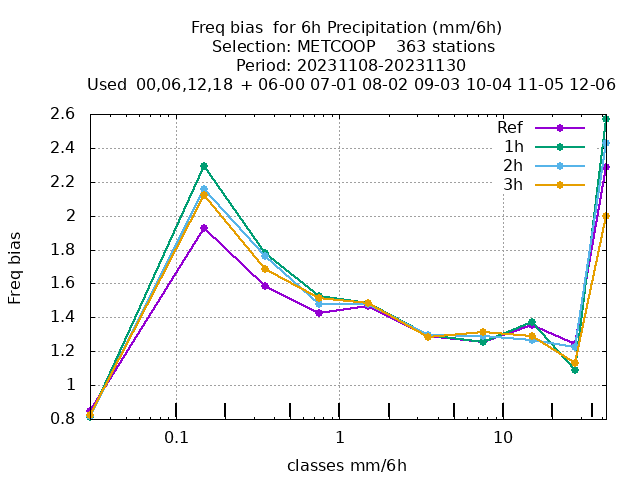 Freq bias  for 6h Precipitation (mm/6h)
Selection: METCOOP    363 stations
Period: 20231108-20231130
Used  00,06,12,18  + 06-00 07-01 08-02 09-03 10-04 11-05 12-06
2.6
2.4
2.2
2
1.8
1.6
1.4
1.2
1
0.8
Freq bias
Ref
1h
2h
3h
0.1
1
10
classes mm/6h